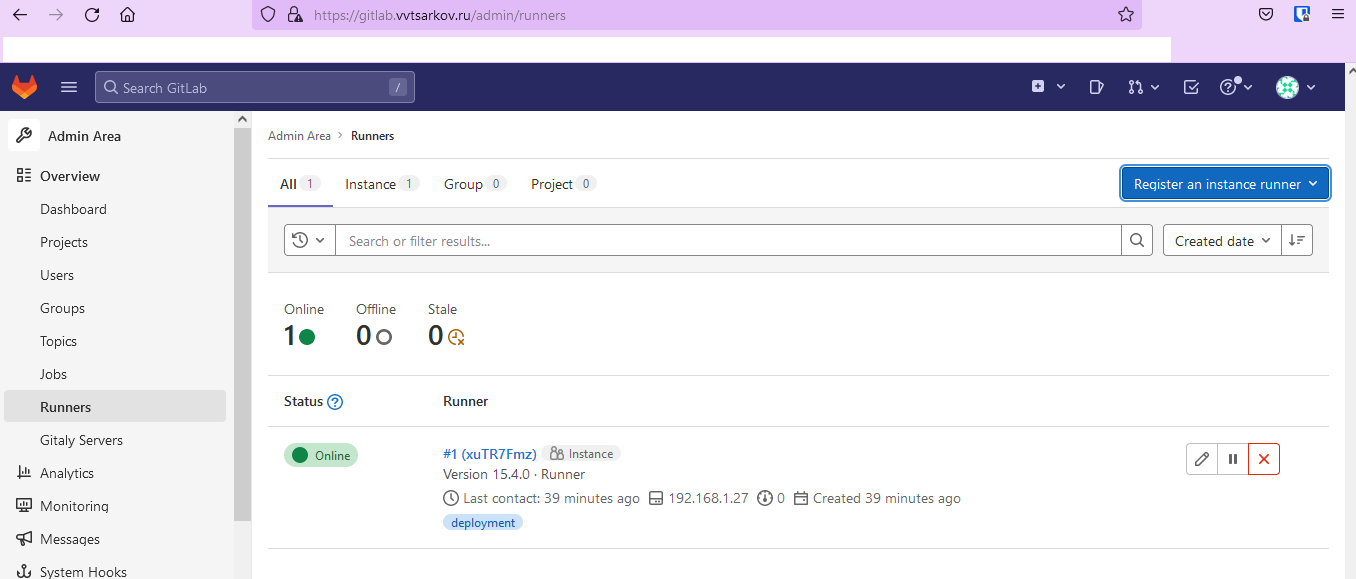 https://gitlab.vvtsarkov.ru/admin/runners
Search GitLab /
Admin Area
Overview
Dashboard
Projects
Users
Groups
Topics
Jobs
Runners
Gitaly Servers
Analytics
Monitoring
Messages
System Hooks
Admin Area > Runners
All 1 Instance 1 Group 0 Project 0
Register an instance runner
Search or filter results...
Created date
Online Offline Stale
1 0 0
Status ? Runner
Online
#1 (xuTR7Fmz) Instance
Version 15.4.0 · Runner
Last contact: 39 minutes ago 192.168.1.27 0 Created 39 minutes ago
deployment